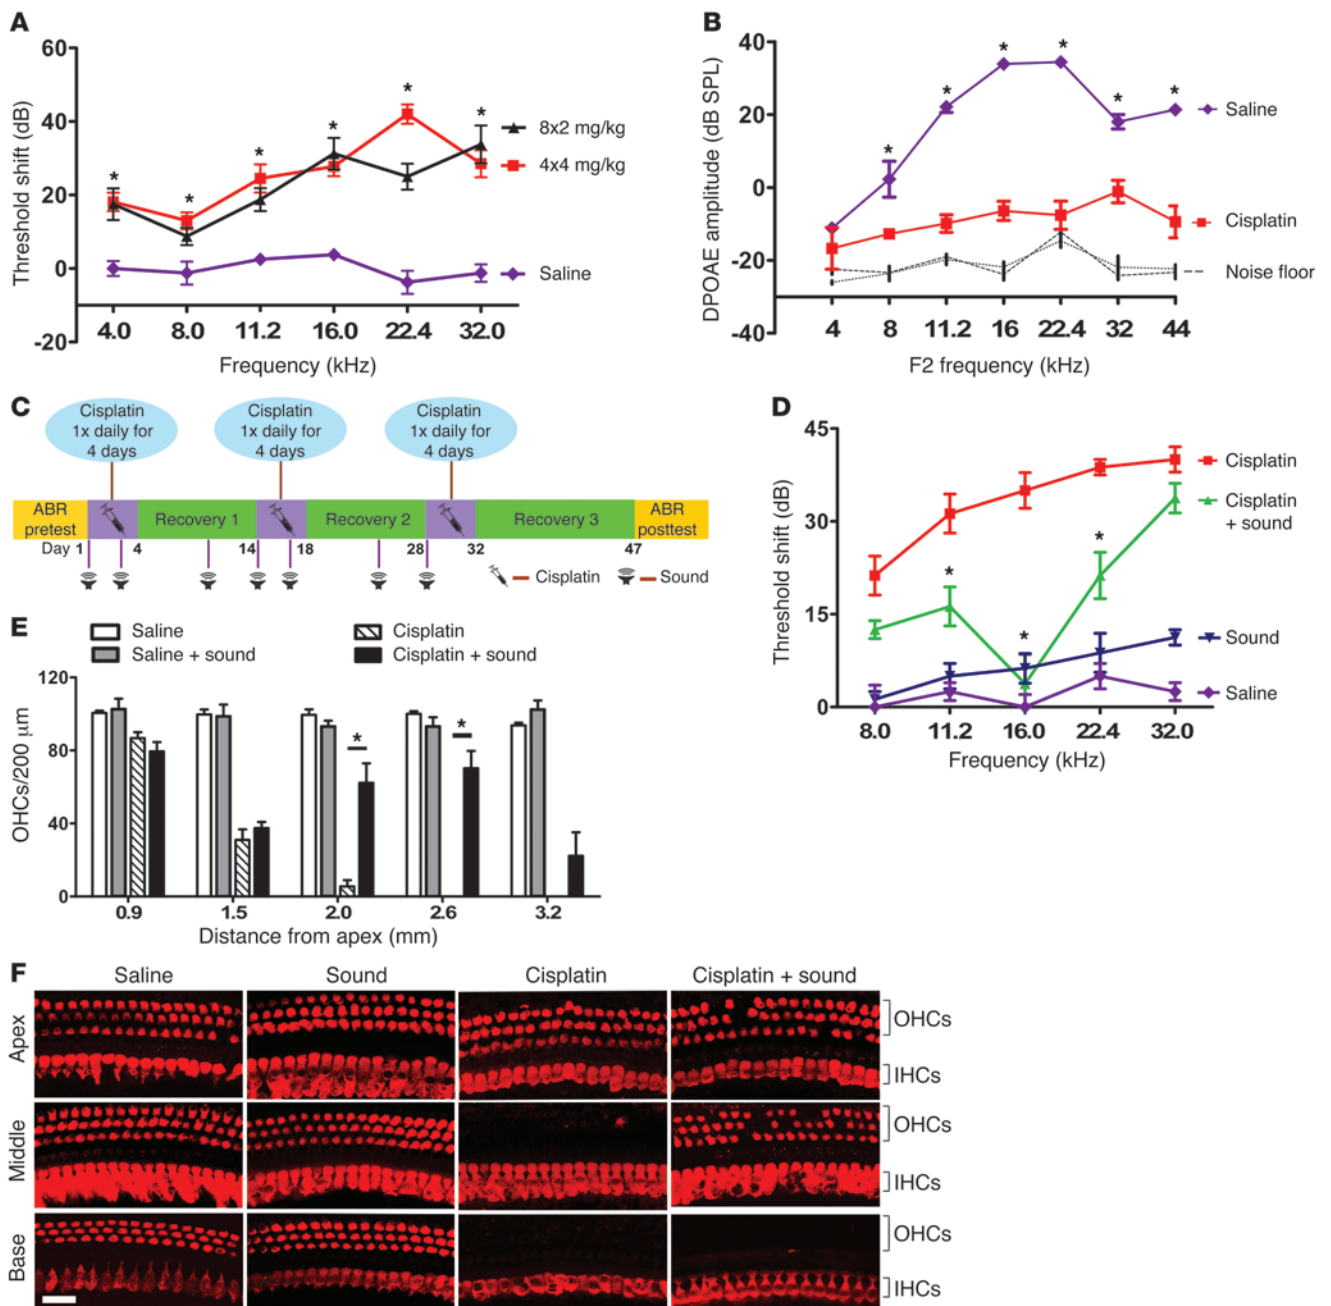 A
60
40
20
0
-20
Threshold shift (dB)
*
*
*
*
*
*
8x2 mg/kg
4x4 mg/kg
Saline
4.0 8.0 11.2 16.0 22.4 32.0
Frequency (kHz)
B
40
20
0
-20
-40
DPOAE amplitude (dB SPL)
*
*
*
*
*
*
Saline
Cisplatin
Noise floor
4 8 11.2 16 22.4 32 44
F2 frequency (kHz)
C
Cisplatin
1x daily for
4 days
Cisplatin
1x daily for
4 days
Cisplatin
1x daily for
4 days
ABR
pretest
Recovery 1
Recovery 2
Recovery 3
ABR
posttest
Day 1 4 14 18 28 32 47
Cisplatin
Sound
D
45
30
15
0
Threshold shift (dB)
*
*
*
Cisplatin
Cisplatin
+ sound
Sound
Saline
8.0 11.2 16.0 22.4 32.0
Frequency (kHz)
E
Saline
Saline + sound
Cisplatin
Cisplatin + sound
120
80
40
0
OHCs/200 µm
*
*
0.9 1.5 2.0 2.6 3.2
Distance from apex (mm)
F
Saline Sound Cisplatin Cisplatin + sound
Apex
OHCs
IHCs
Middle
OHCs
IHCs
Base
OHCs
IHCs